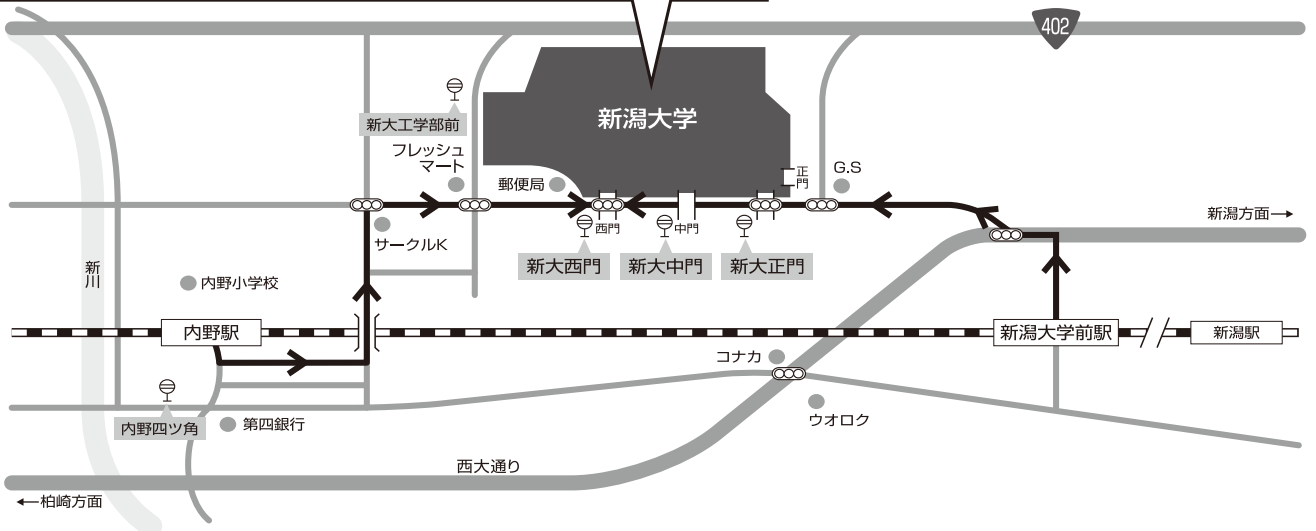 402
新潟大学
新大工学部前
フレッシュ
マート
郵便局
正
門
G.S
新潟方面→
西門
中門
サークルK
新大西門
新大中門
新大正門
新
川
内野小学校
内野駅
新潟大学前駅
新潟駅
コナカ
ウオロク
内野四ツ角
第四銀行
西大通り
←柏崎方面